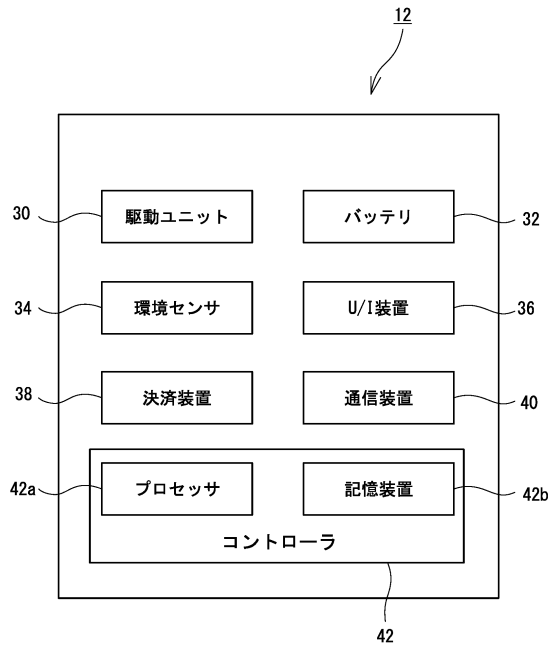 12
30 駆動ユニット バッテリ 32
34 環境センサ U/I装置 36
38 決済装置 通信装置 40
42a プロセッサ 記憶装置 42b
コントローラ
42